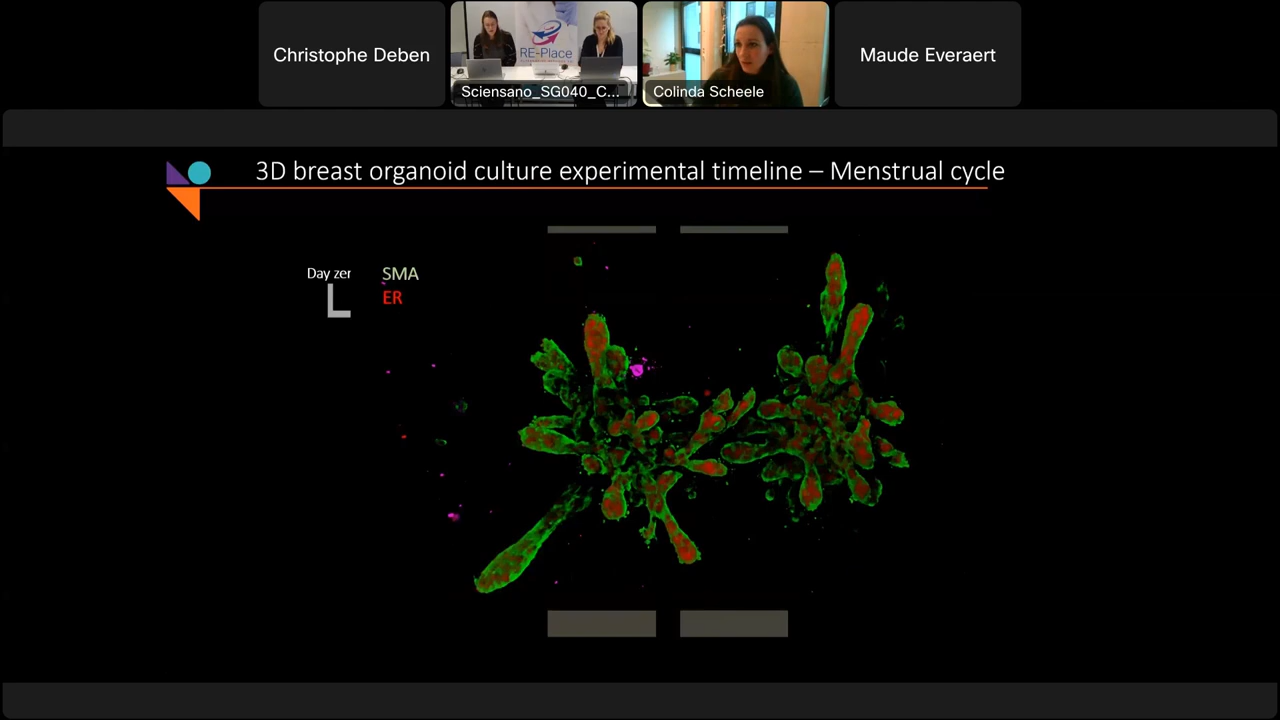 Christophe Deben
RE-Place
Sciensano_SG040_C...
Colinda Scheele
Maude Everaert
3D breast organoid culture experimental timeline – Menstrual cycle
Day zer
SMA
ER